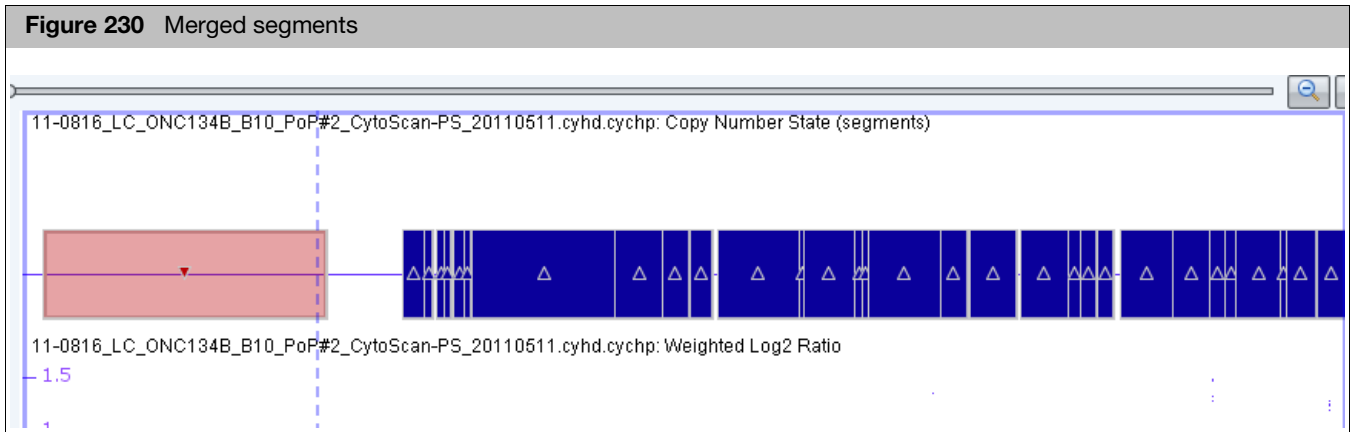 Figure 230 Merged segments
11-0816_LC_ONC134B_B10_PoP#2_CytoScan-PS_20110511.cyhd.cychp: Copy Number State (segments)
11-0816_LC_ONC134B_B10_PoP#2_CytoScan-PS_20110511.cyhd.cychp: Weighted Log2 Ratio
1.5
1